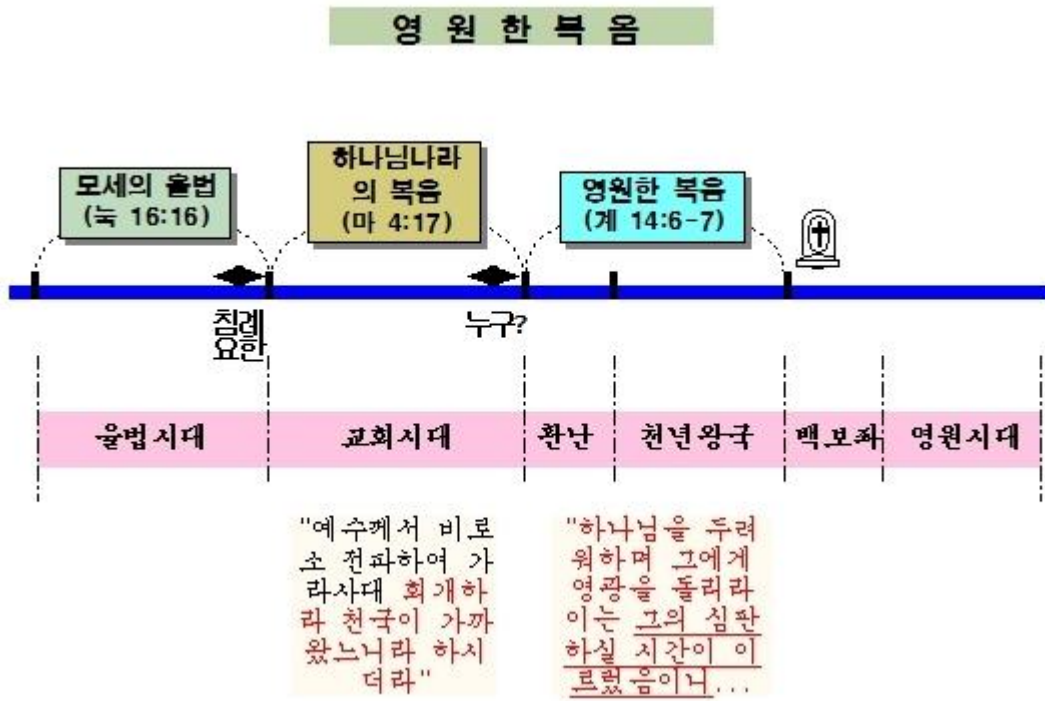 영 원 한 복 음
모세의 율법
(눅 16:16)
하나님나라
의 복음
(마 4:17)
영원한 복음
(계 14:6-7)
침례
요한
누구?
율법시대
교회시대
환난
천년왕국
백보좌
영원시대
"예수께서 비로
소 전파하여 가
라사대 회개하
라 천국이 가까
왔느니라 하시
더라"
"하나님을 두려
워하며 그에게
영광을 돌리라
이는 그의 심판
하실 시간이 이
르렀음이니...